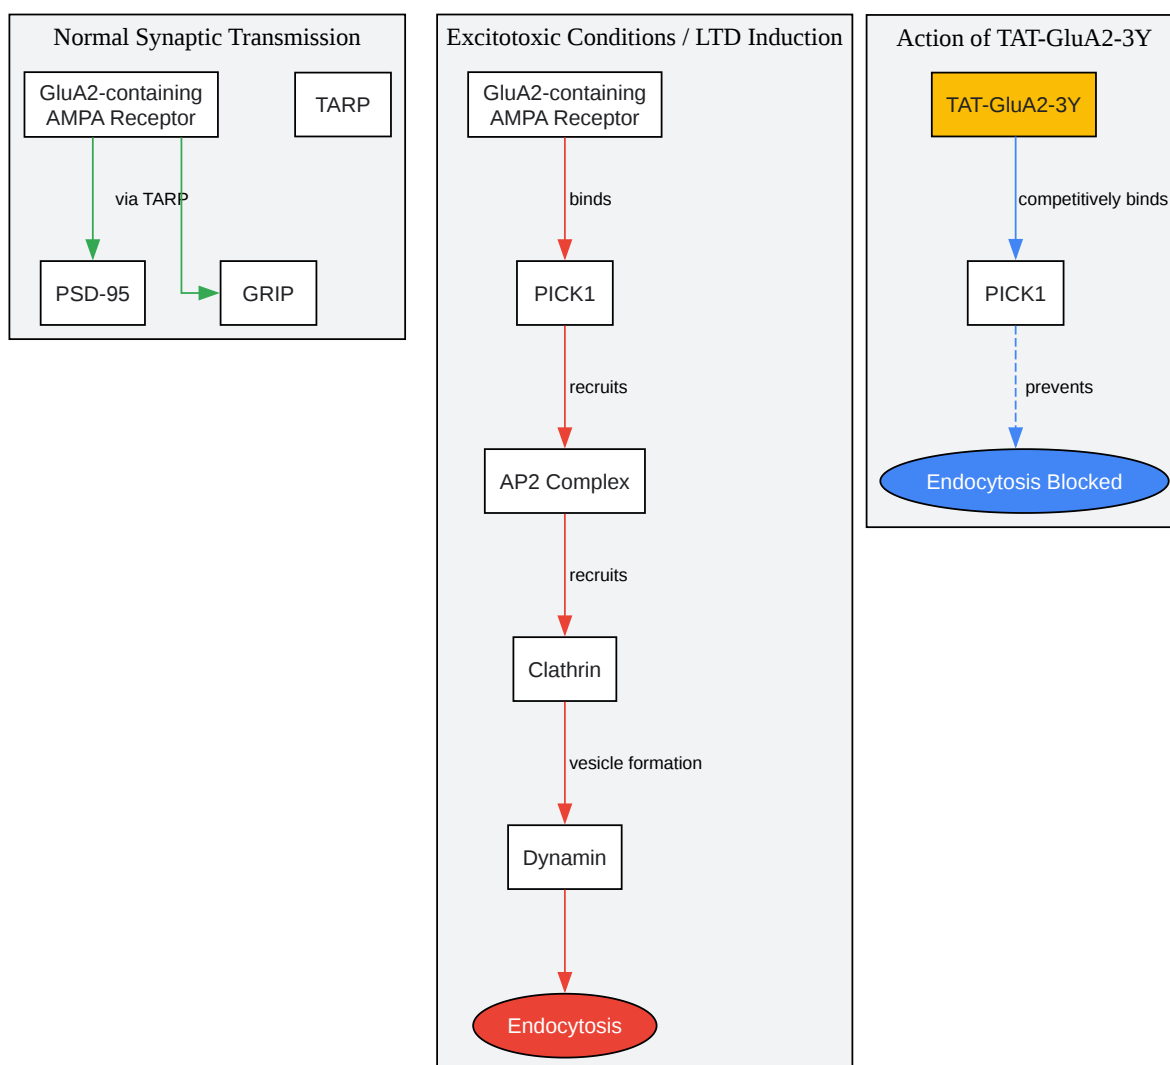 Normal Synaptic Transmission
GluA2-containing
AMPA Receptor
TARP
via TARP
PSD-95
GRIP
Excitotoxic Conditions / LTD Induction
GluA2-containing
AMPA Receptor
binds
PICK1
recruits
AP2 Complex
recruits
Clathrin
vesicle formation
Dynamin
Endocytosis
Action of TAT-GluA2-3Y
TAT-GluA2-3Y
competitively binds
PICK1
prevents
Endocytosis Blocked